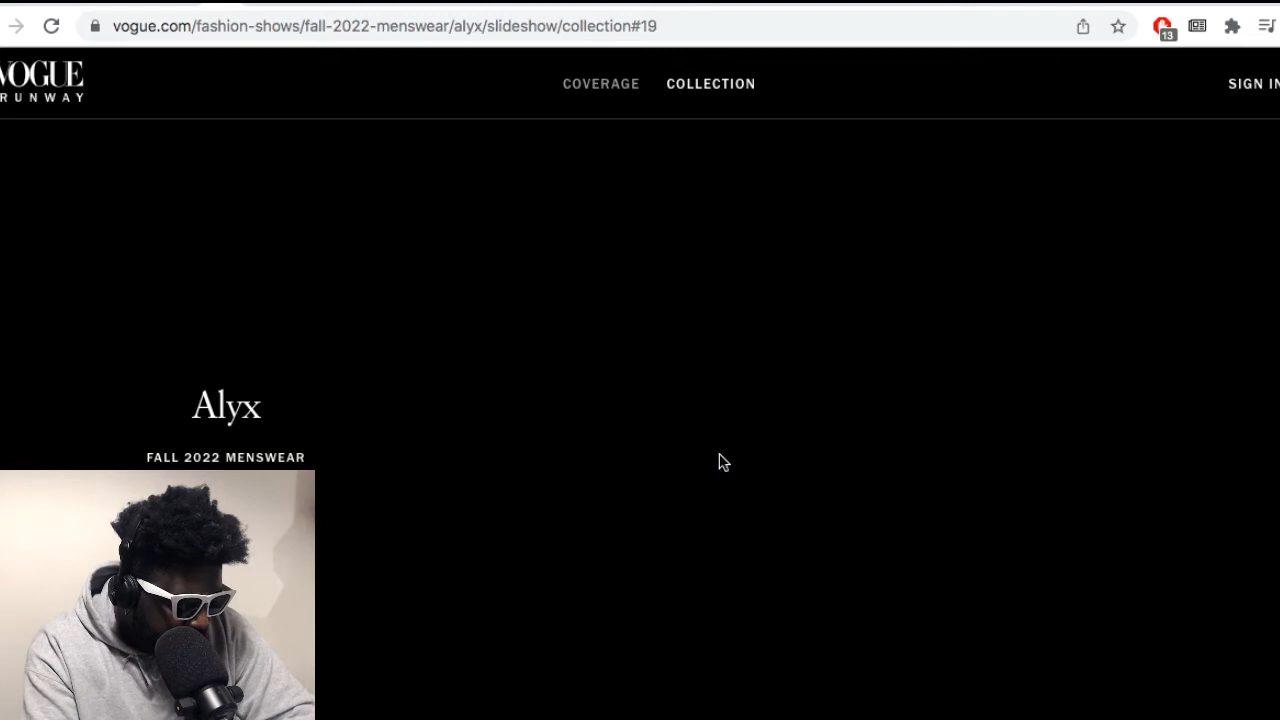 vogue.com/fashion-shows/fall-2022-menswear/alyx/slideshow/collection#19
13
VOGUE
RUNWAY
COVERAGE COLLECTION
SIGN IN
Alyx
FALL 2022 MENSWEAR